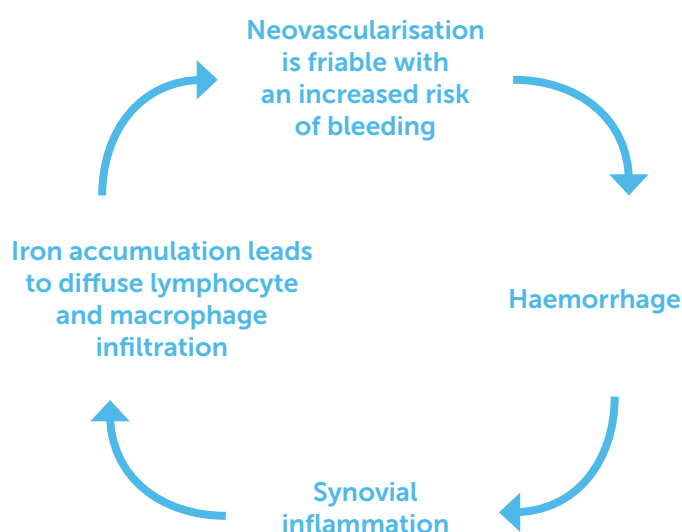 Neovascularisation
is friable with
an increased risk
of bleeding
Iron accumulation leads
to diffuse lymphocyte
and macrophage
infiltration
Haemorrhage
Synovial
inflammation